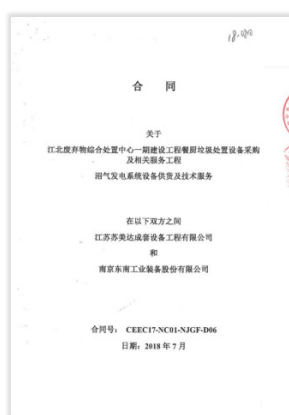 合 同
关于
江北废弃物综合处置中心一期建设工程餐厨垃圾处置设备采购
及相关服务工程
沼气发电系统设备供货及技术服务
在以下双方之间
江苏苏美达成套设备工程有限公司
和
南京东南工业装备股份有限公司
合同号: CEEC17-NC01-NJGF-D06
日期: 2018 年 7 月